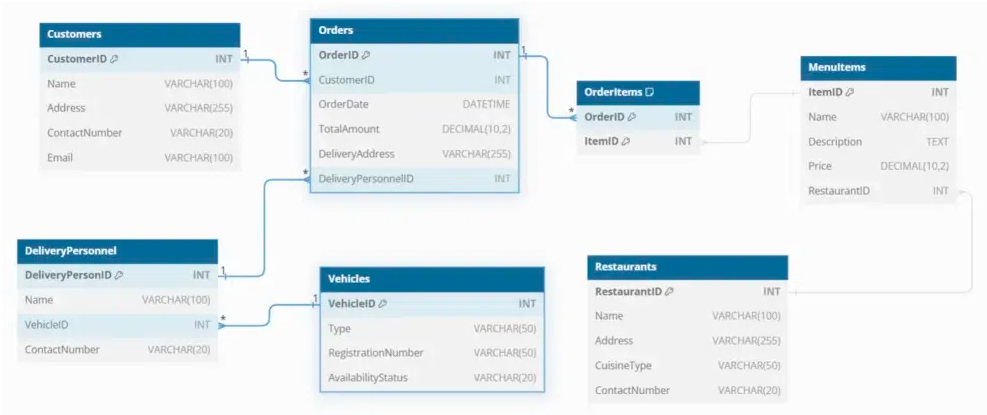 Customers
CustomerID INT
Name VARCHAR(100)
Address VARCHAR(255)
ContactNumber VARCHAR(20)
Email VARCHAR(100)
Orders
OrderID INT
CustomerID INT
OrderDate DATETIME
TotalAmount DECIMAL(10,2)
DeliveryAddress VARCHAR(255)
DeliveryPersonnelID INT
OrderItems
OrderID INT
ItemID INT
MenuItems
ItemID INT
Name VARCHAR(100)
Description TEXT
Price DECIMAL(10,2)
RestaurantID INT
DeliveryPersonnel
DeliveryPersonID INT
Name VARCHAR(100)
VehicleID INT
ContactNumber VARCHAR(20)
Vehicles
VehicleID INT
Type VARCHAR(50)
RegistrationNumber VARCHAR(50)
AvailabilityStatus VARCHAR(20)
Restaurants
RestaurantID INT
Name VARCHAR(100)
Address VARCHAR(255)
CuisineType VARCHAR(50)
ContactNumber VARCHAR(20)
1
*
1
*
1
*
1
*